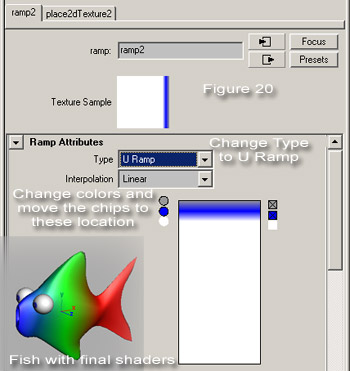 ramp2
place2dTexture2
ramp: ramp2
Focus
Presets
Texture Sample
Figure 20
Ramp Attributes
Type U Ramp
Change Type
to U Ramp
Interpolation Linear
Change colors and
move the chips to
these location
Fish with final shaders